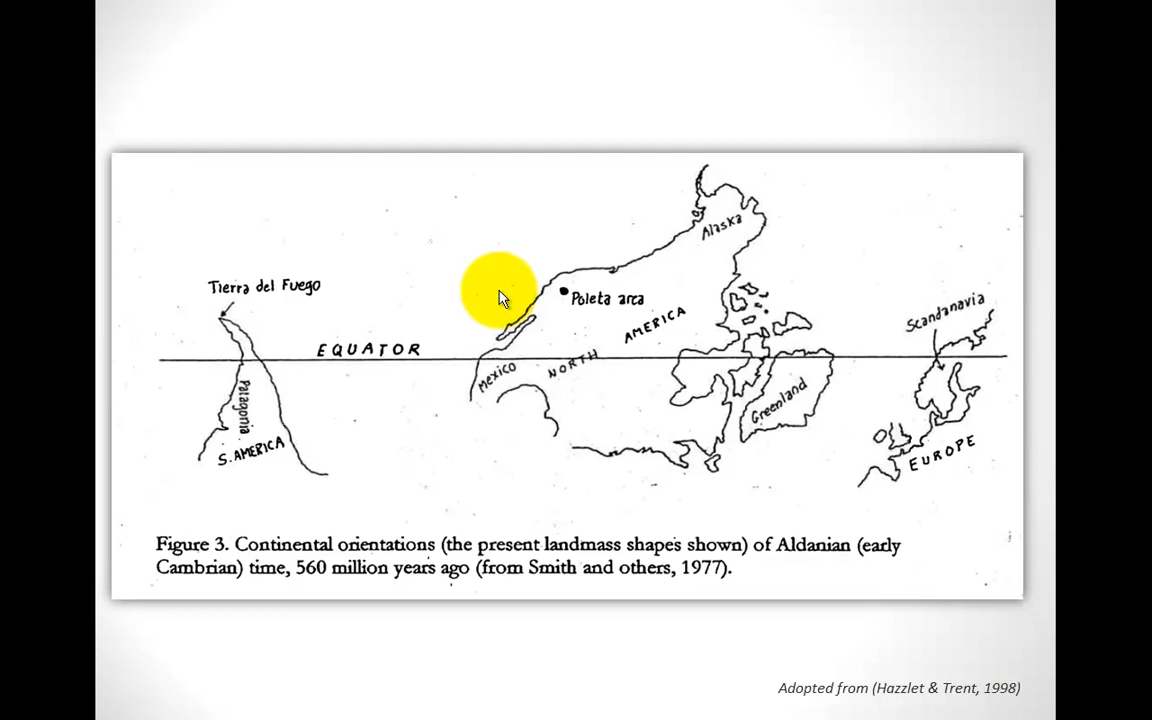 Alaska
Tierra del Fuego
Poleta area
Scandanavia
AMERICA
EQUATOR
NORTH
Mexico
Greenland
Patagonia
S. AMERICA
EUROPE
Figure 3. Continental orientations (the present landmass shapes shown) of Aldanian (early
Cambrian) time, 560 million years ago (from Smith and others, 1977).
Adopted from (Hazzlet & Trent, 1998)